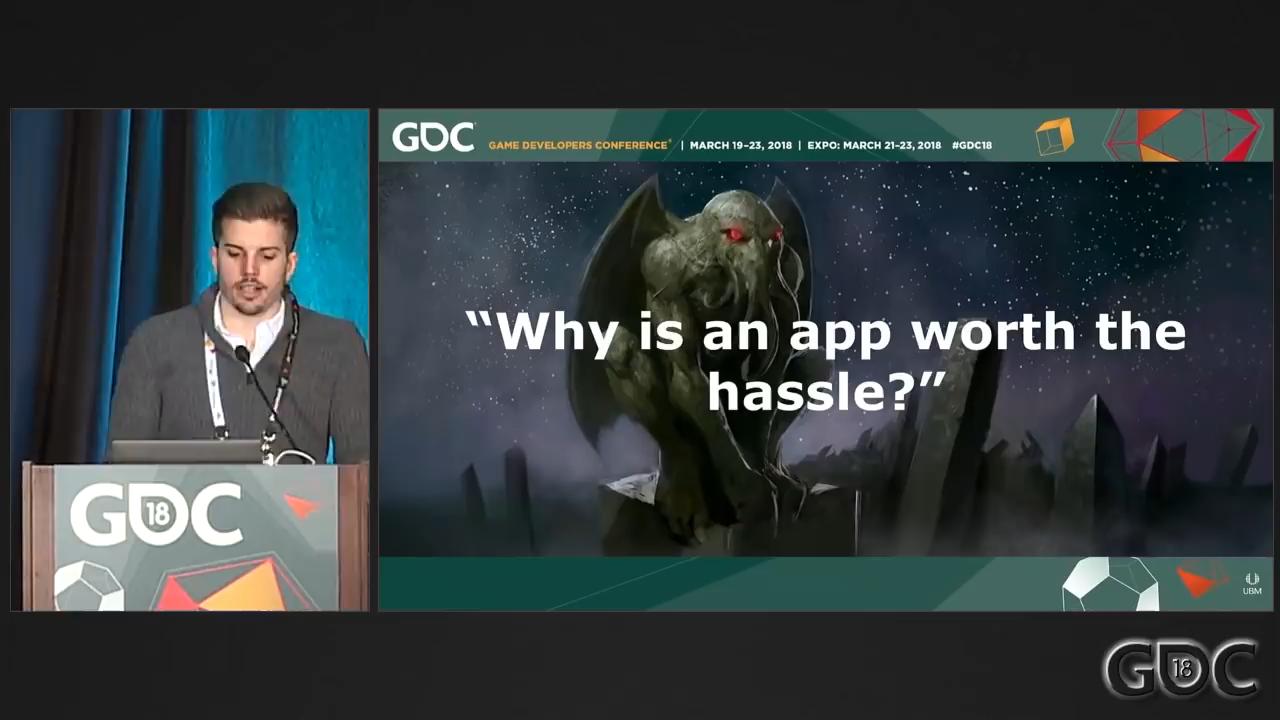 GDC
GAME DEVELOPERS CONFERENCE® | MARCH 19–23, 2018 | EXPO: MARCH 21–23, 2018 #GDC18
“Why is an app worth the
hassle?”
GDC
18
UBM
GDC
18